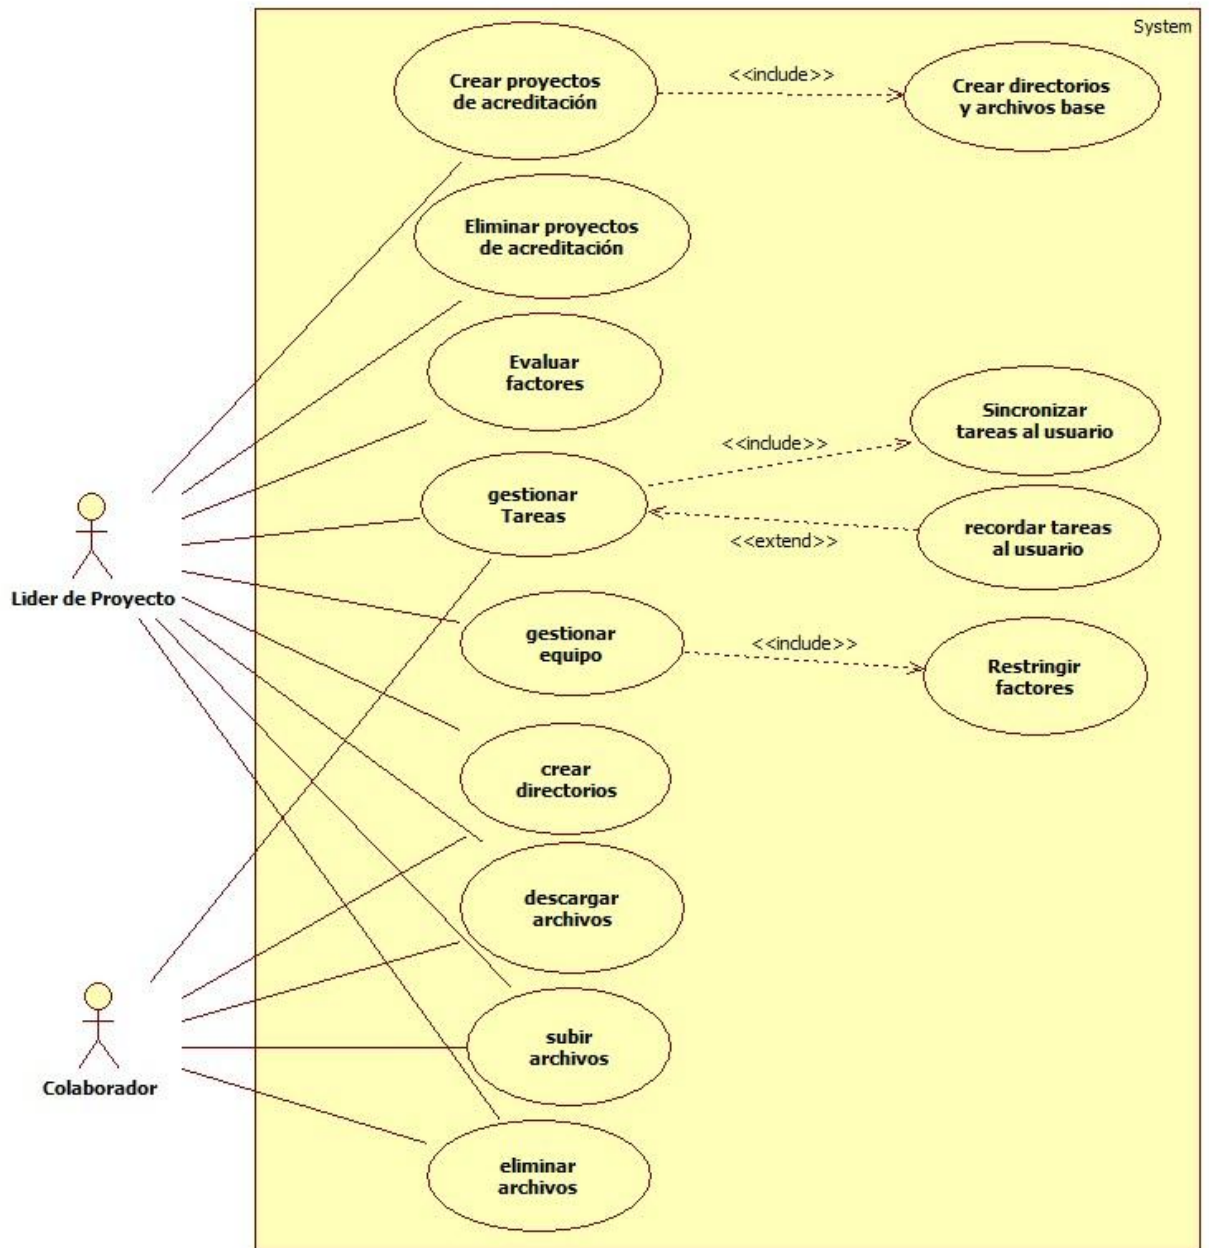 System
Crear proyectos
de acreditación
<<include>>
Crear directorios
y archivos base
Eliminar proyectos
de acreditación
Evaluar
factores
Sincronizar
tareas al usuario
<<include>>
gestionar
Tareas
recordar tareas
al usuario
<<extend>>
Lider de Proyecto
gestionar
equipo
<<include>>
Restringir
factores
crear
directorios
descargar
archivos
subir
archivos
Colaborador
eliminar
archivos